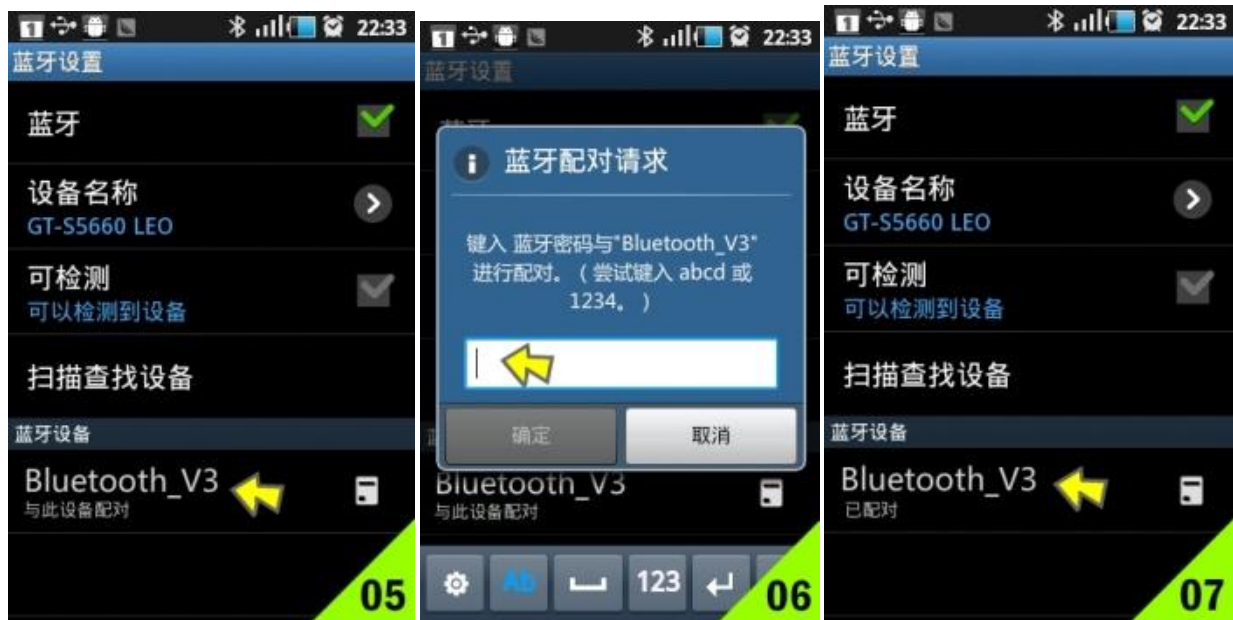 1 22:33
蓝牙设置
蓝牙
设备名称
GT-S5660 LEO
可检测
可以检测到设备
扫描查找设备
蓝牙设备
Bluetooth_V3
与此设备配对
05
1 22:33
蓝牙设置
蓝牙配对请求
键入 蓝牙密码与"Bluetooth_V3"
进行配对。（ 尝试键入 abcd 或
1234。）
确定 取消
Bluetooth_V3
与此设备配对
Ab 123
06
1 22:33
蓝牙设置
蓝牙
设备名称
GT-S5660 LEO
可检测
可以检测到设备
扫描查找设备
蓝牙设备
Bluetooth_V3
已配对
07